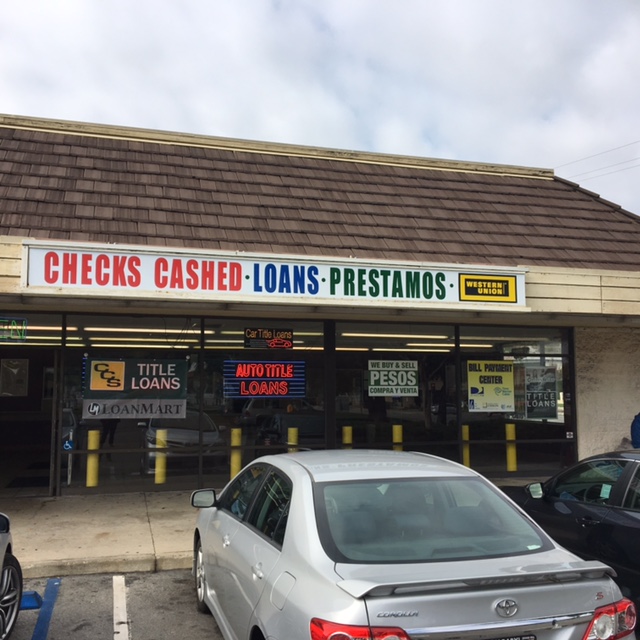 CHECKS CASHED · LOANS · PRESTAMOS ·
WESTERN UNION
Car Title Loans
CCS
TITLE
LOANS
LOANMART
AUTO TITLE
LOANS
WE BUY & SELL
PESOS
COMPRA Y VENTA
BILL PAYMENT
CENTER
TITLE
LOANS
COROLLA
S